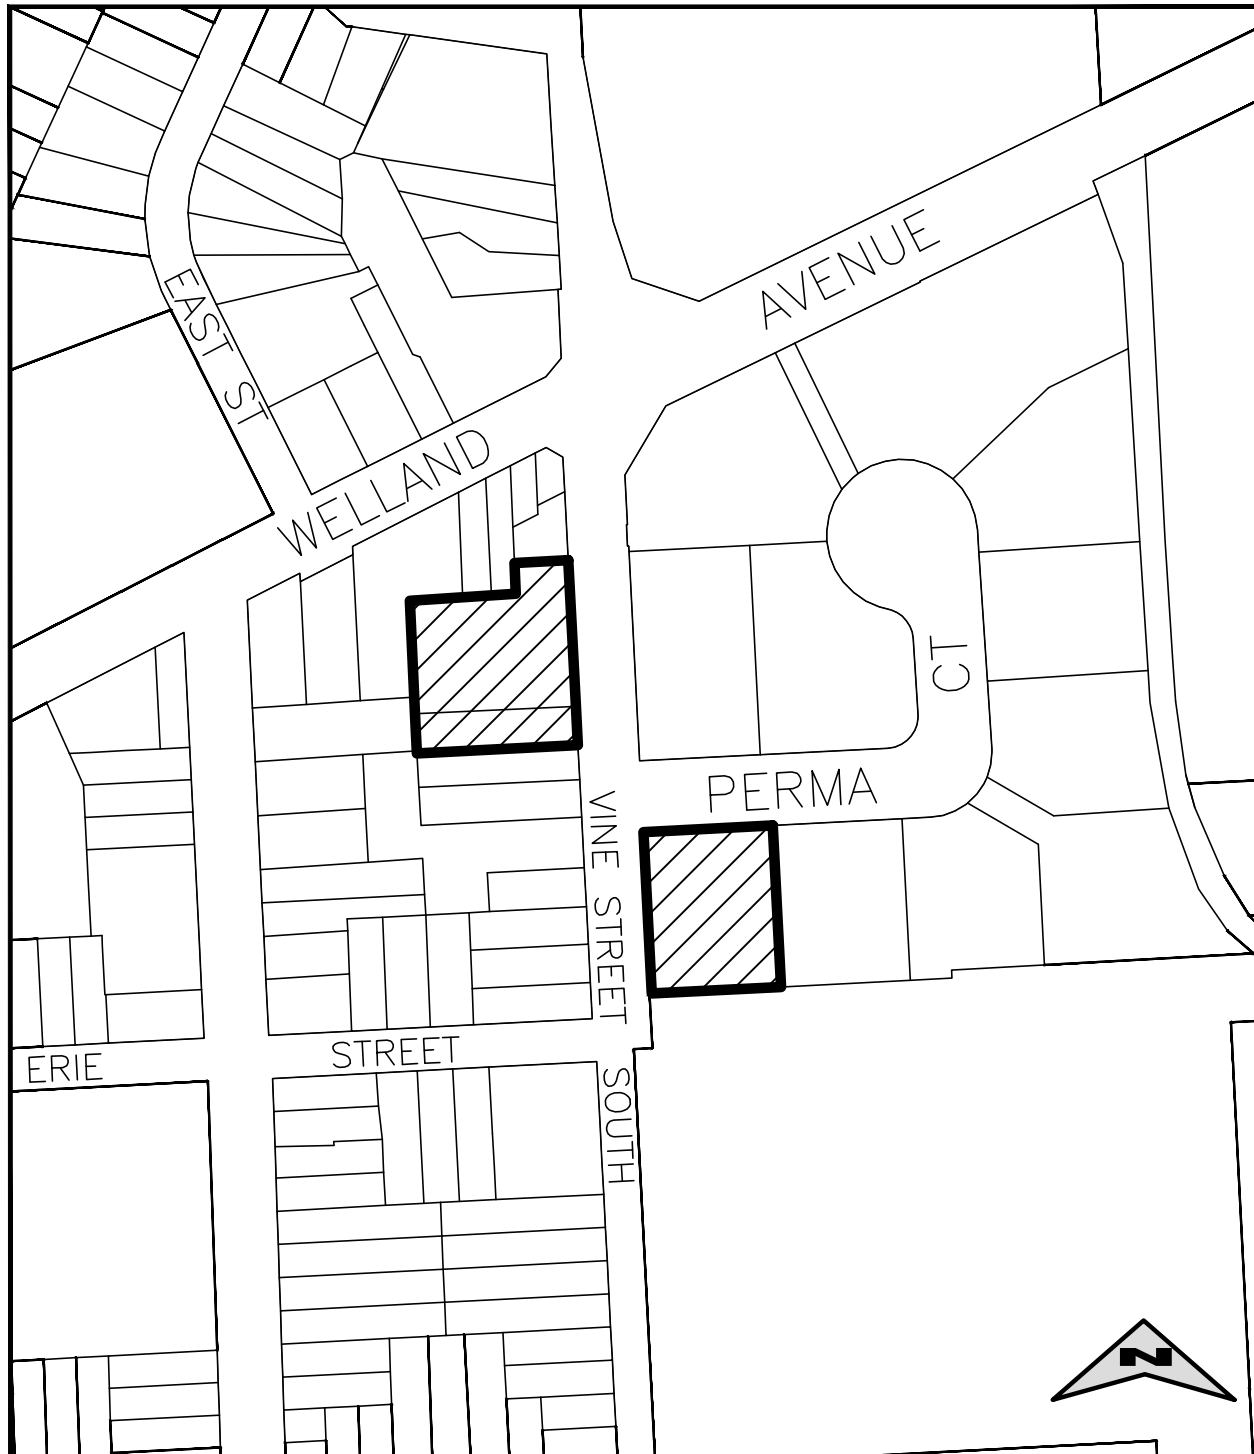 AVENUE
EAST ST
WELLAND
CT
PERMA
VINE STREET
ERIE
STREET
SOUTH
N